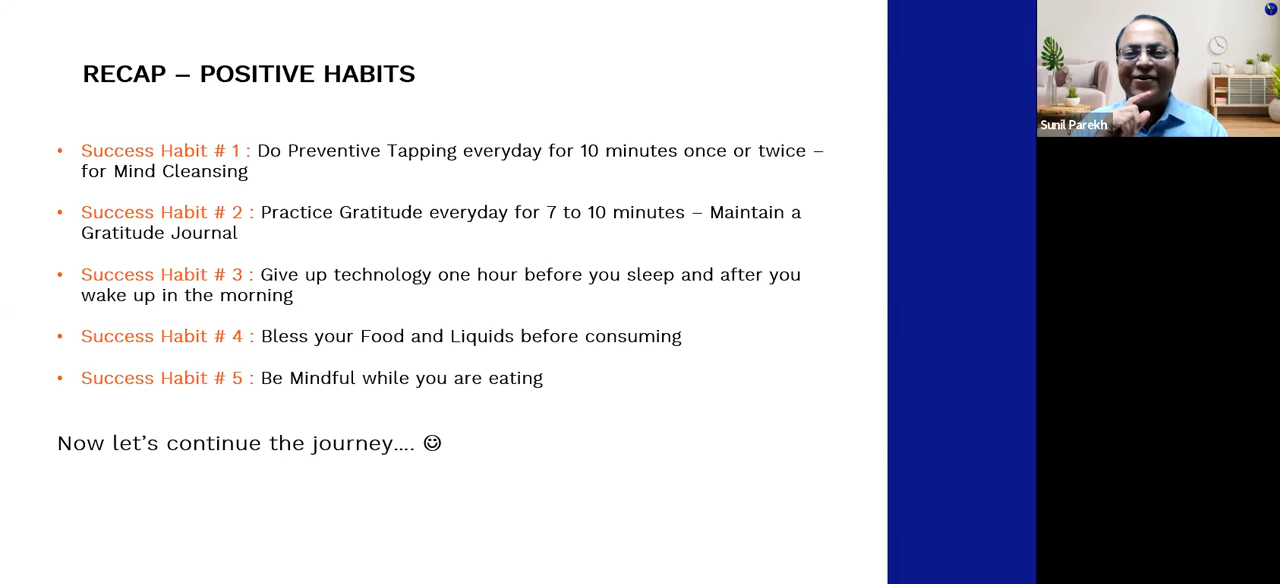 RECAP – POSITIVE HABITS
• Success Habit # 1 : Do Preventive Tapping everyday for 10 minutes once or twice –
for Mind Cleansing
• Success Habit # 2 : Practice Gratitude everyday for 7 to 10 minutes – Maintain a
Gratitude Journal
• Success Habit # 3 : Give up technology one hour before you sleep and after you
wake up in the morning
• Success Habit # 4 : Bless your Food and Liquids before consuming
• Success Habit # 5 : Be Mindful while you are eating
Now let’s continue the journey.... ☺
Sunil Parekh